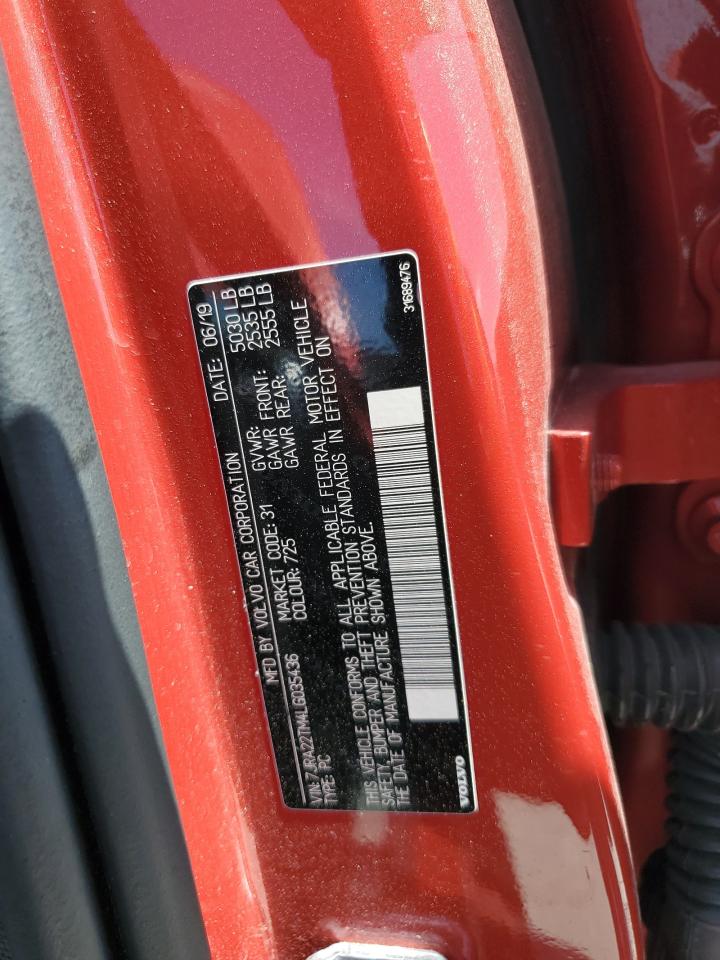 MFD BY VOLVO CAR CORPORATION DATE: 06/19
VIN: 7JRA22TM4LG035436 MARKET CODE: 31 GVWR: 5030 LB
TYPE: PC COLOUR: 725 GAWR FRONT: 2535 LB
GAWR REAR: 2555 LB
THIS VEHICLE CONFORMS TO ALL APPLICABLE FEDERAL MOTOR VEHICLE
SAFETY, BUMPER AND THEFT PREVENTION STANDARDS IN EFFECT ON
THE DATE OF MANUFACTURE SHOWN ABOVE.
VOLVO 31689476